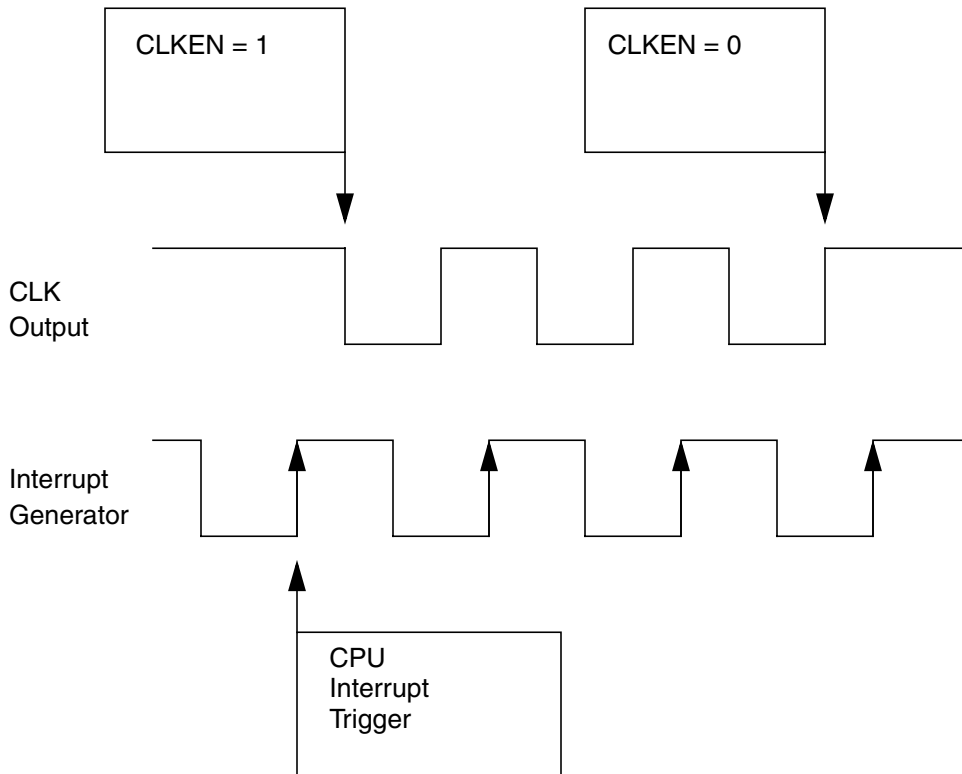 CLKEN = 1
CLKEN = 0
CLK
Output
Interrupt
Generator
CPU
Interrupt
Trigger